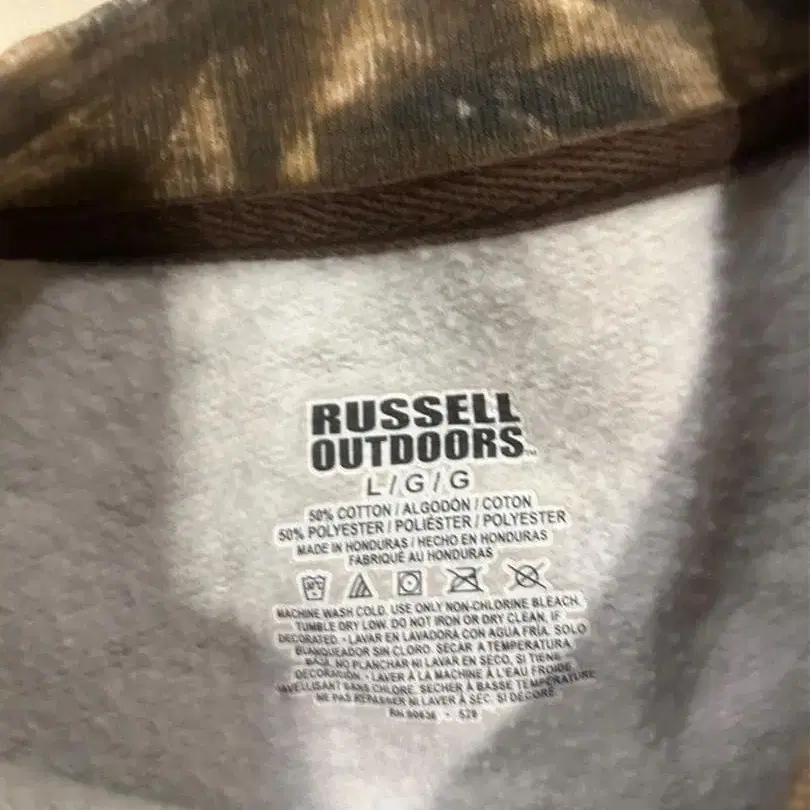 RUSSELL
OUTDOORS™
L/G/G
50% COTTON / ALGODÓN / COTON
50% POLYESTER / POLIÉSTER / POLYESTER
MADE IN HONDURAS / HECHO EN HONDURAS
FABRIQUÉ AU HONDURAS
MACHINE WASH COLD. USE ONLY NON-CHLORINE BLEACH.
TUMBLE DRY LOW. DO NOT IRON OR DRY CLEAN, IF
DECORATED. - LAVAR EN LAVADORA CON AGUA FRÍA. SOLO
BLANQUEADOR SIN CLORO. SECAR A TEMPERATURA
BAJA. NO PLANCHAR NI LAVAR EN SECO, SI TIENE
DECORACIÓN. - LAVER À LA MACHINE À L'EAU FROIDE.
JAVELLISANT SANS CHLORE. SÉCHER À BASSE TEMPÉRATURE
NE PAS REPASSER NI LAVER À SEC, SI DÉCORÉ.
528